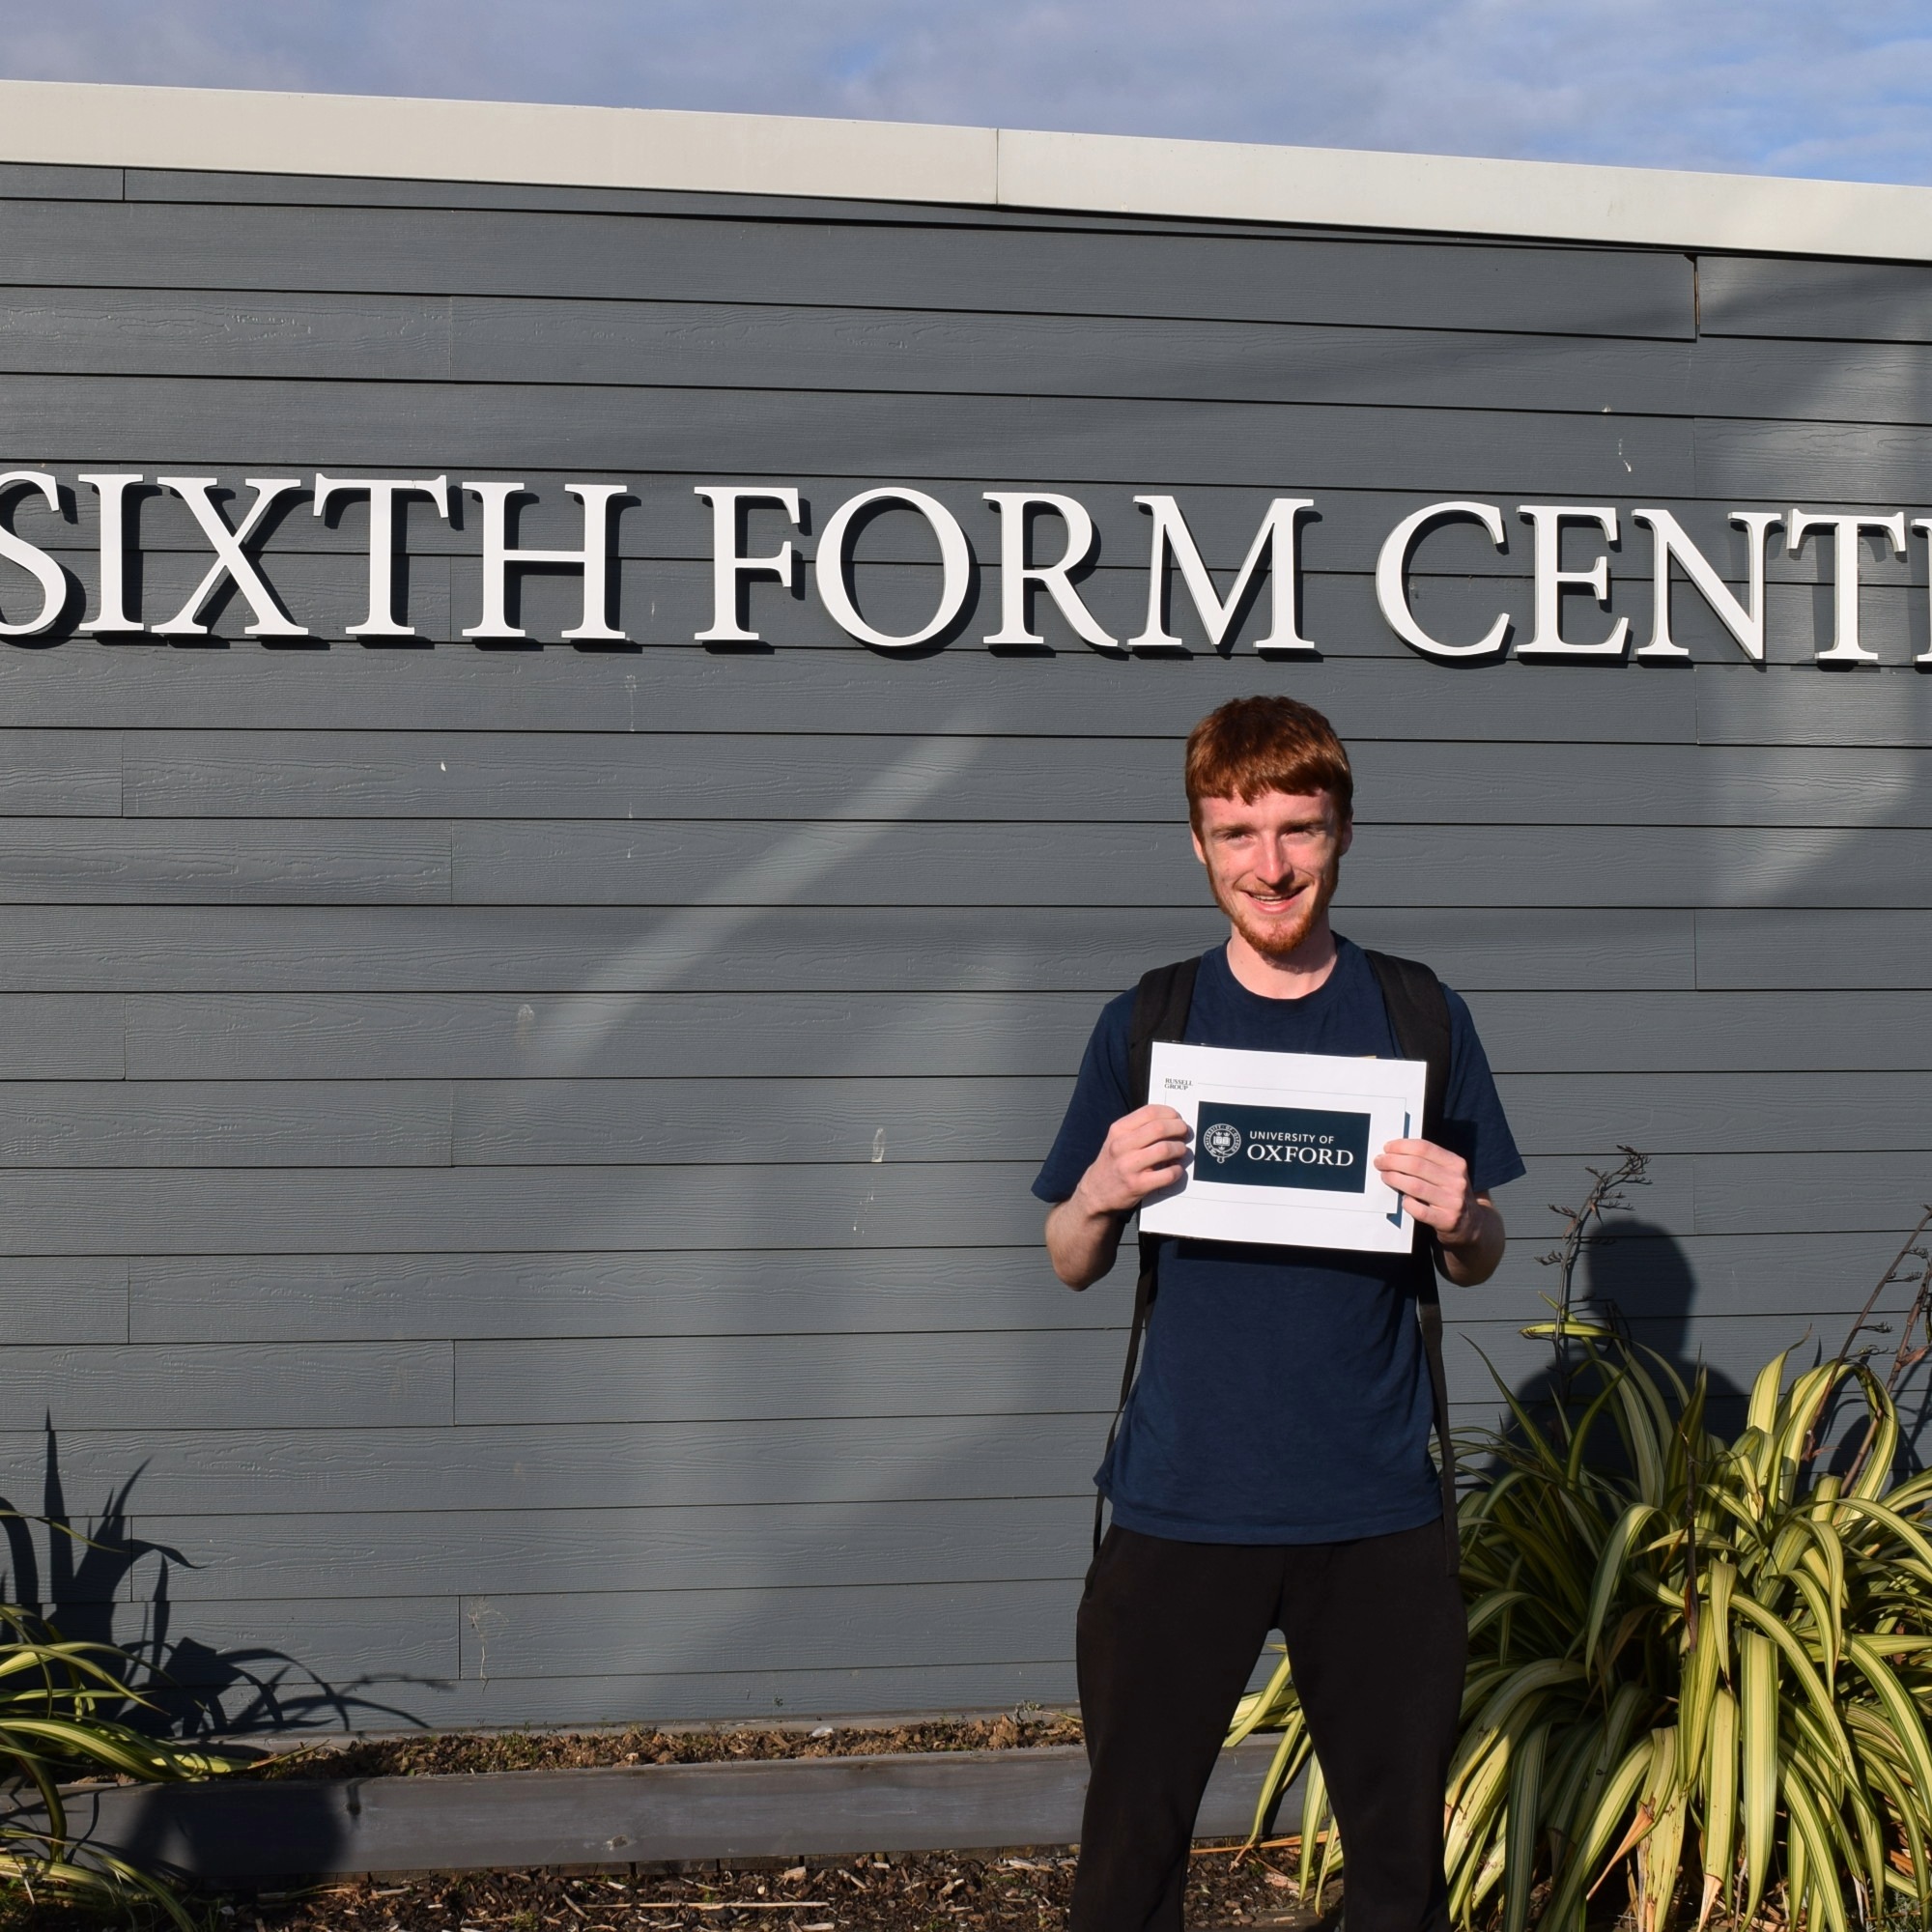 SIXTH FORM CENT
RUSSELL
GROUP
UNIVERSITY OF
OXFORD